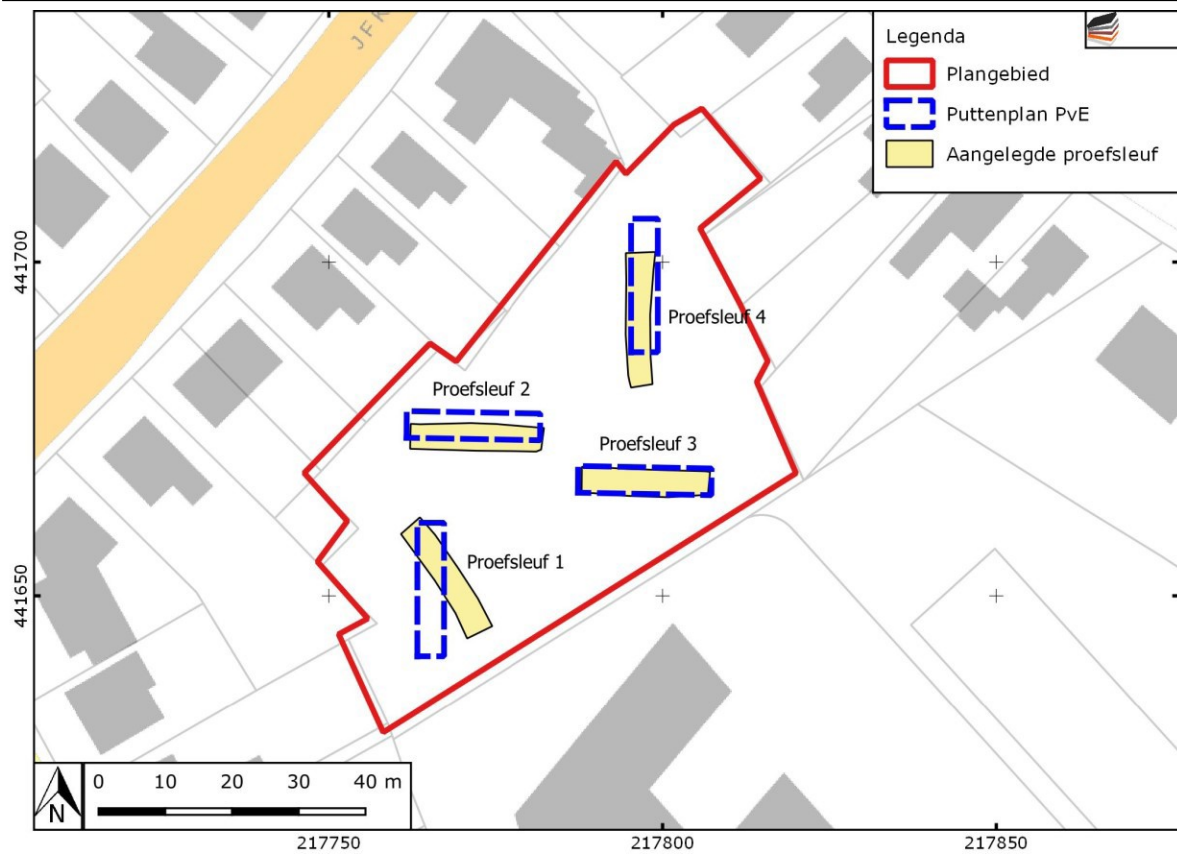 JFK
Legenda
Plangebied
Puttenplan PvE
Aangelegde proefsleuf
441700
Proefsleuf 4
Proefsleuf 2
Proefsleuf 3
441650
Proefsleuf 1
0 10 20 30 40 m
N
217750 217800 217850